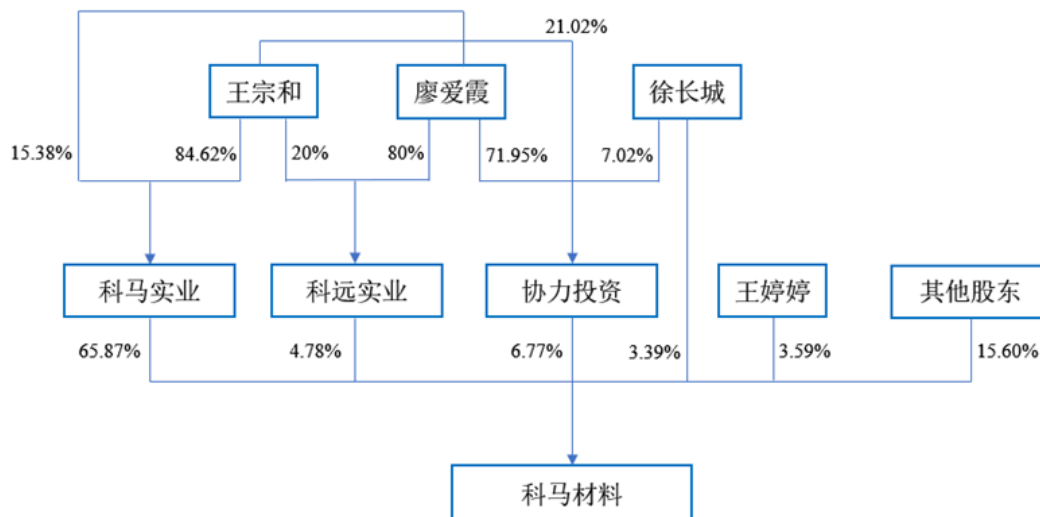 21.02%
王宗和
廖爱霞
徐长城
15.38%
84.62%
20%
80%
71.95%
7.02%
科马实业
科远实业
协力投资
王婷婷
其他股东
65.87%
4.78%
6.77%
3.39%
3.59%
15.60%
科马材料